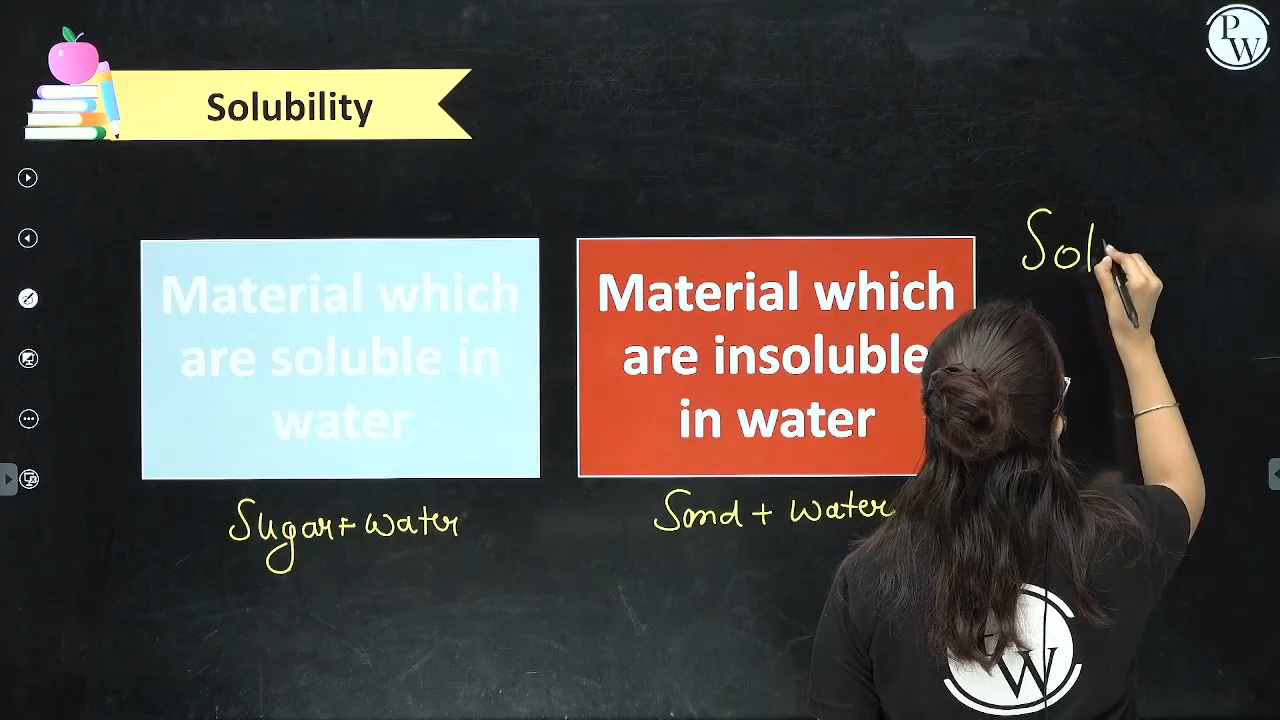 PW
Solubility
Material which
are soluble in
water
Material which
are insoluble
in water
Sol
Sugar + water
Sand + water
W